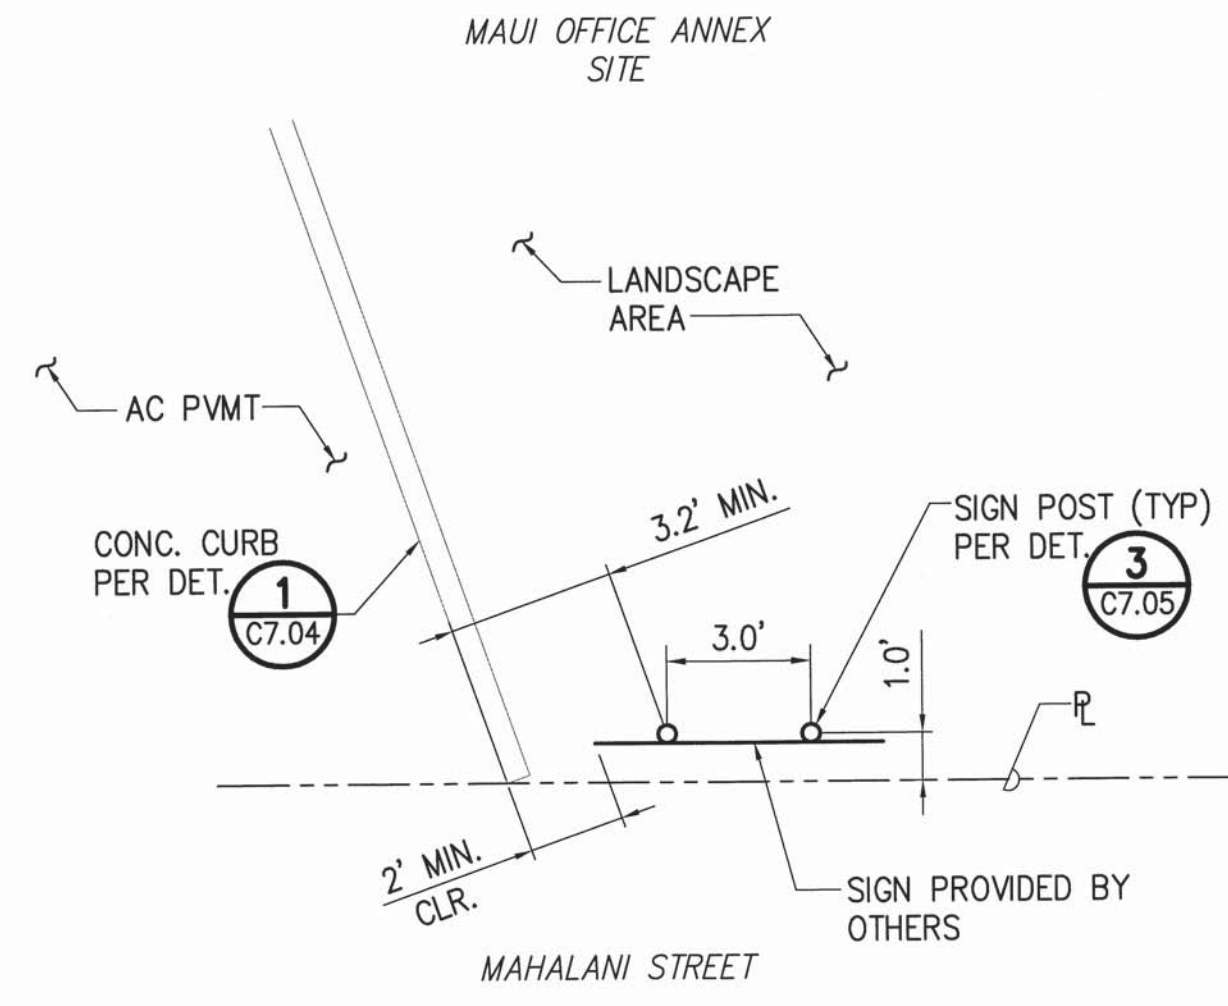 MAUI OFFICE ANNEX
SITE
LANDSCAPE
AREA
AC PVMT
3.2' MIN.
SIGN POST (TYP)
PER DET.
3
C7.05
CONC. CURB
PER DET.
1
C7.04
3.0'
1.0'
PL
2' MIN.
CLR.
SIGN PROVIDED BY
OTHERS
MAHALANI STREET